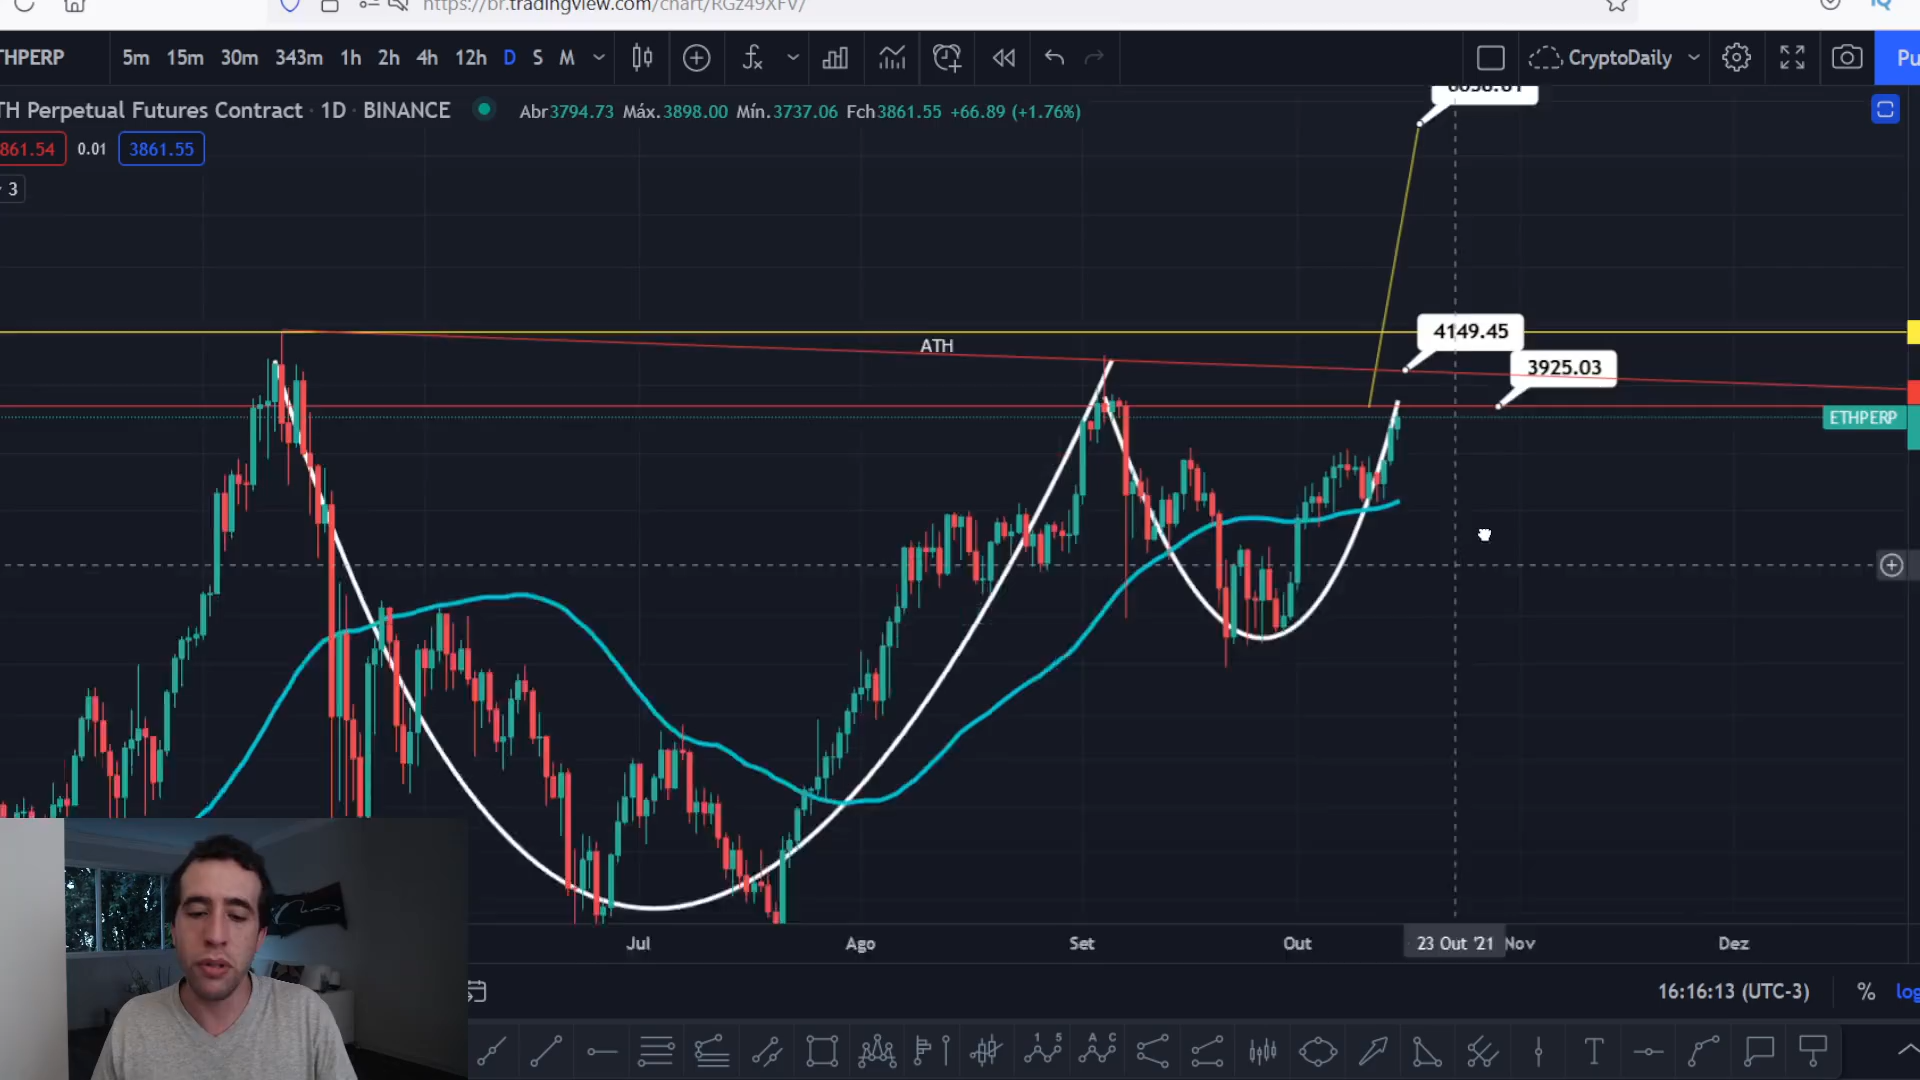 https://br.tradingview.com/chart/RGz49XFV/
THPERP 5m 15m 30m 343m 1h 2h 4h 12h D S M CryptoDaily Pu
TH Perpetual Futures Contract · 1D · BINANCE Abr3794.73 Máx.3898.00 Mín.3737.06 Fch3861.55 +66.89 (+1.76%)
861.54 0.01 3861.55
3
4149.45
ATH
3925.03
ETHPERP
Jul Ago Set Out 23 Out '21 Nov Dez
16:16:13 (UTC-3) % log